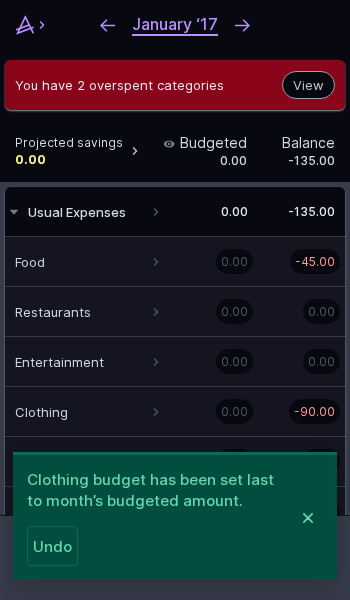 January ‘17
You have 2 overspent categories
View
Projected savings
0.00
Budgeted
0.00
Balance
-135.00
Usual Expenses 0.00 -135.00
Food 0.00 -45.00
Restaurants 0.00 0.00
Entertainment 0.00 0.00
Clothing 0.00 -90.00
Clothing budget has been set last
to month’s budgeted amount.
Undo